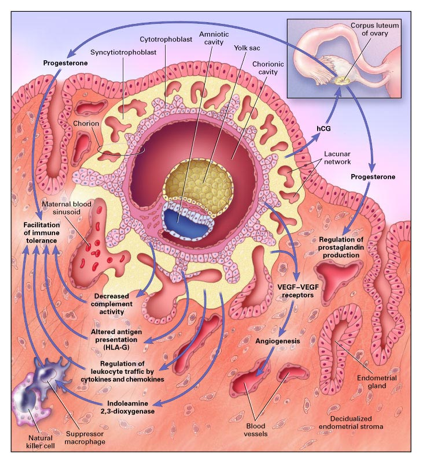 Corpus luteum
of ovary
Amniotic
cavity
Cytotrophoblast
Yolk sac
Syncytiotrophoblast
Chorionic
cavity
Progesterone
Chorion
hCG
Lacunar
network
Progesterone
Maternal blood
sinusoid
Facilitation
of immune
tolerance
Regulation of
prostaglandin
production
Decreased
complement
activity
VEGF–VEGF
receptors
Altered antigen
presentation
(HLA-G)
Angiogenesis
Regulation of
leukocyte traffic by
cytokines and chemokines
Endometrial
gland
Indoleamine
2,3-dioxygenase
Blood
vessels
Decidualized
endometrial stroma
Natural
killer cell
Suppressor
macrophage